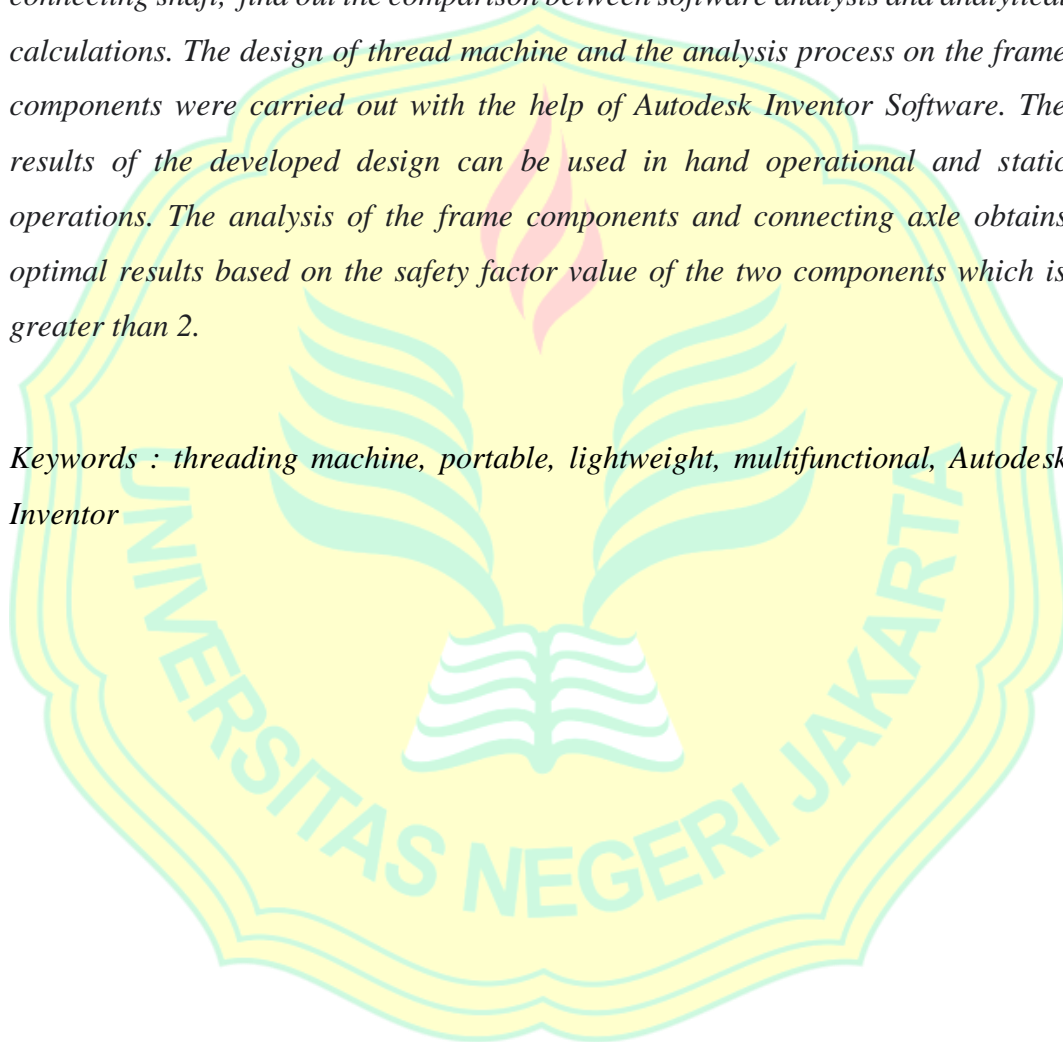 connecting shaft, find out the comparison between software analysis and analytical
calculations. The design of thread machine and the analysis process on the frame
components were carried out with the help of Autodesk Inventor Software. The
results of the developed design can be used in hand operational and static
operations. The analysis of the frame components and connecting axle obtains
optimal results based on the safety factor value of the two components which is
greater than 2.
Keywords : threading machine, portable, lightweight, multifunctional, Autodesk
Inventor
UNIVERSITAS NEGERI JAKARTA